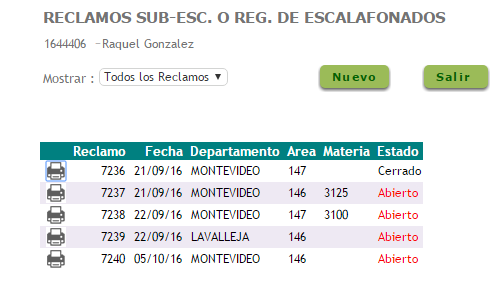 RECLAMOS SUB-ESC. O REG. DE ESCALAFONADOS
1644406 -Raquel Gonzalez
Mostrar : Todos los Reclamos Nuevo Salir
Reclamo Fecha Departamento Area Materia Estado
7236 21/09/16 MONTEVIDEO 147 Cerrado
7237 21/09/16 MONTEVIDEO 146 3125 Abierto
7238 22/09/16 MONTEVIDEO 147 3100 Abierto
7239 22/09/16 LAVALLEJA 146 Abierto
7240 05/10/16 MONTEVIDEO 146 Abierto